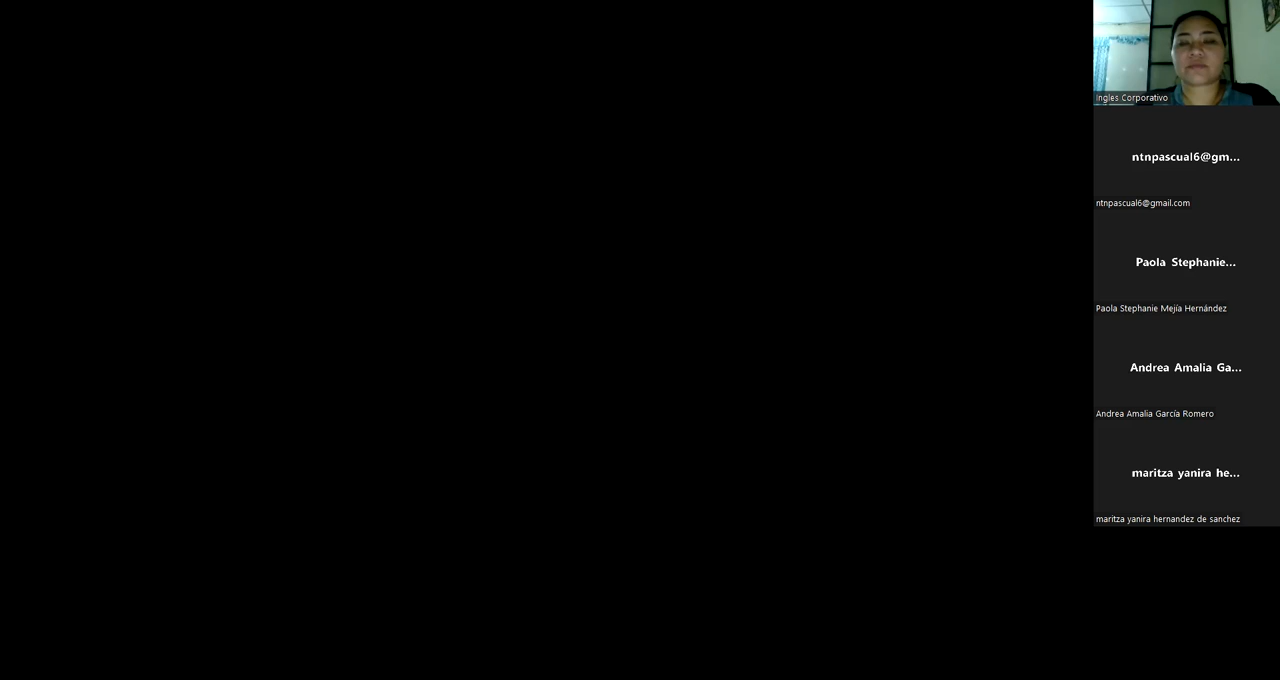 Ingles Corporativo
ntnpascual6@gm...
ntnpascual6@gmail.com
Paola Stephanie...
Paola Stephanie Mejía Hernández
Andrea Amalia Ga...
Andrea Amalia García Romero
maritza yanira he...
maritza yanira hernandez de sanchez